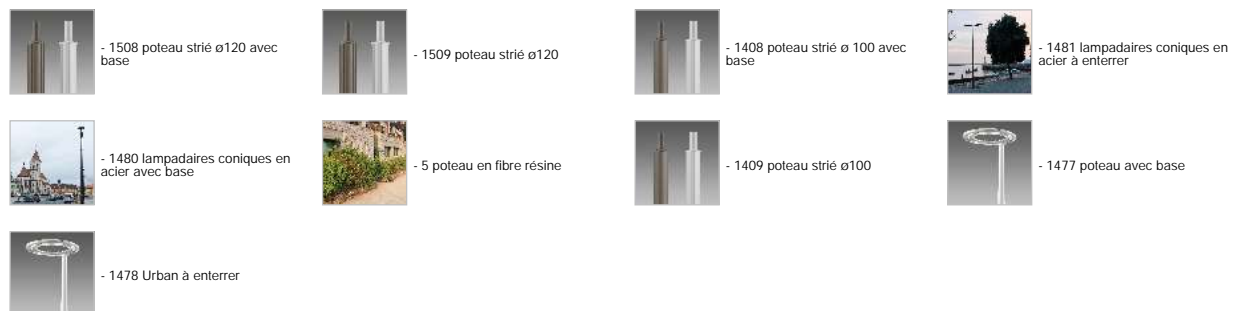 - 1508 poteau strié ø120 avec
base
- 1509 poteau strié ø120
- 1408 poteau strié ø 100 avec
base
- 1481 lampadaires coniques en
acier à enterrer
- 1480 lampadaires coniques en
acier avec base
- 5 poteau en fibre résine
- 1409 poteau strié ø100
- 1477 poteau avec base
- 1478 Urban à enterrer